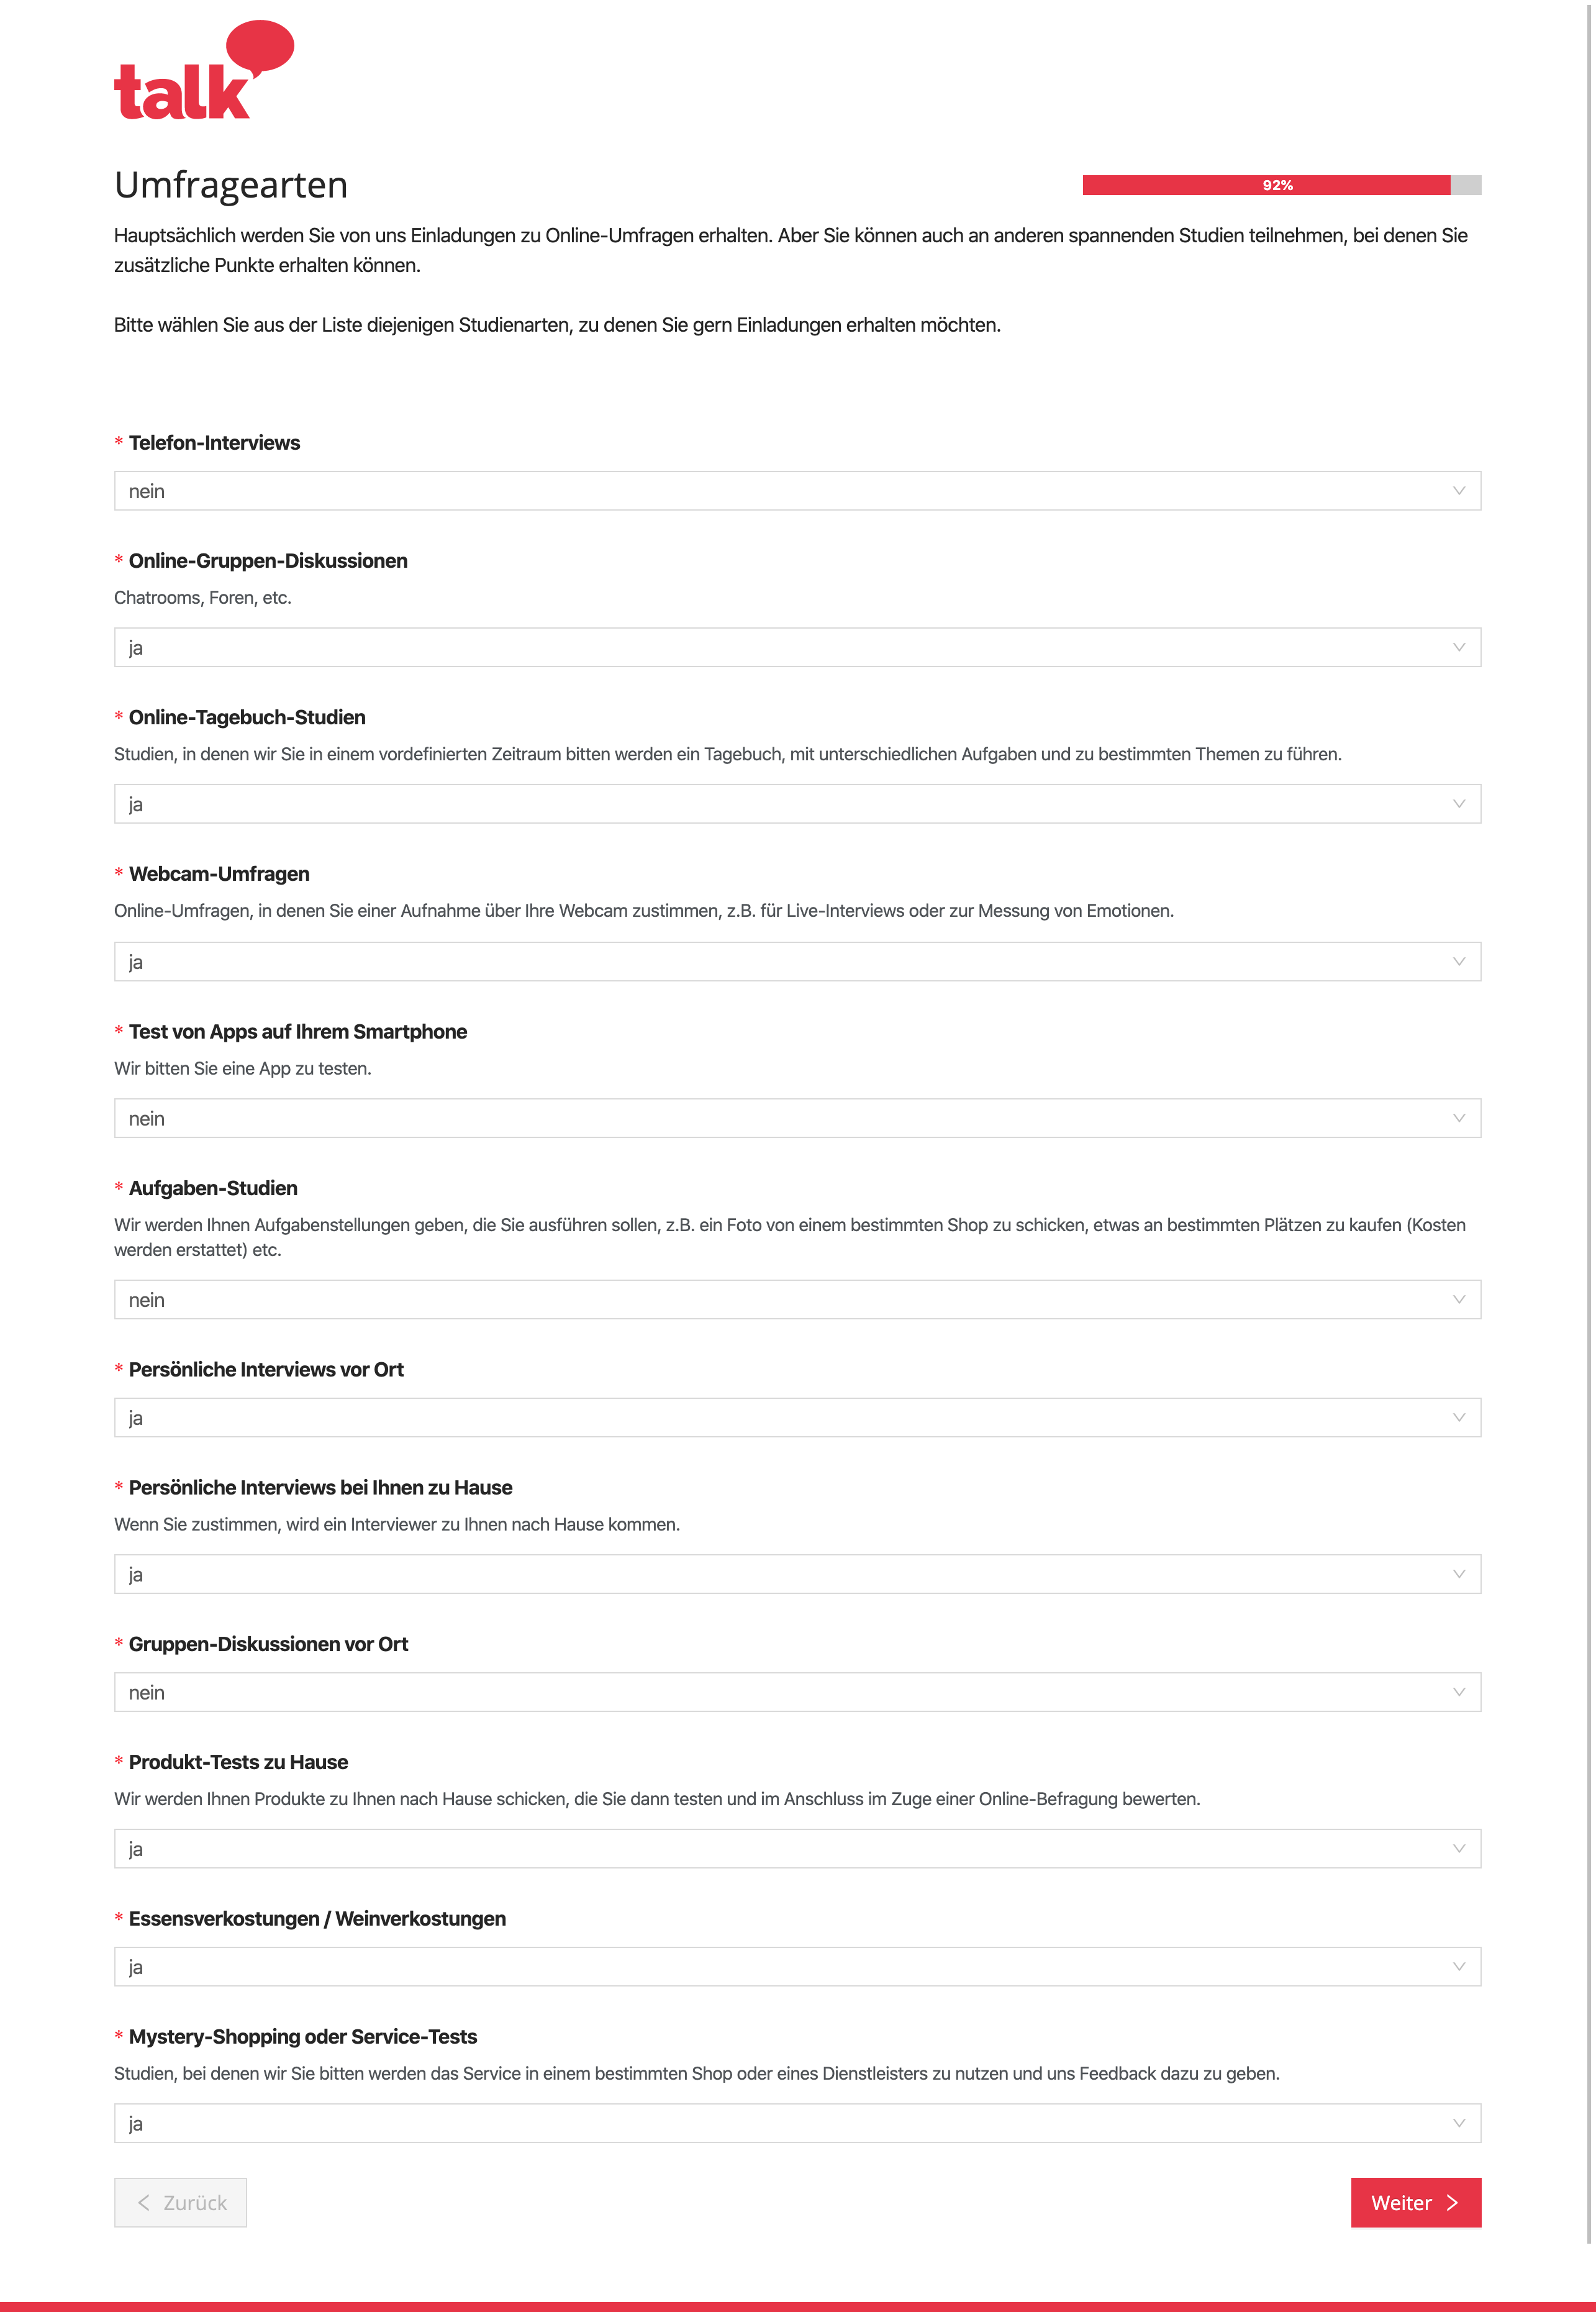 talk
Umfragearten
92%
Hauptsächlich werden Sie von uns Einladungen zu Online-Umfragen erhalten. Aber Sie können auch an anderen spannenden Studien teilnehmen, bei denen Sie
zusätzliche Punkte erhalten können.
Bitte wählen Sie aus der Liste diejenigen Studienarten, zu denen Sie gern Einladungen erhalten möchten.
* Telefon-Interviews
nein
* Online-Gruppen-Diskussionen
Chatrooms, Foren, etc.
ja
* Online-Tagebuch-Studien
Studien, in denen wir Sie in einem vordefinierten Zeitraum bitten werden ein Tagebuch, mit unterschiedlichen Aufgaben und zu bestimmten Themen zu führen.
ja
* Webcam-Umfragen
Online-Umfragen, in denen Sie einer Aufnahme über Ihre Webcam zustimmen, z.B. für Live-Interviews oder zur Messung von Emotionen.
ja
* Test von Apps auf Ihrem Smartphone
Wir bitten Sie eine App zu testen.
nein
* Aufgaben-Studien
Wir werden Ihnen Aufgabenstellungen geben, die Sie ausführen sollen, z.B. ein Foto von einem bestimmten Shop zu schicken, etwas an bestimmten Plätzen zu kaufen (Kosten
werden erstattet) etc.
nein
* Persönliche Interviews vor Ort
ja
* Persönliche Interviews bei Ihnen zu Hause
Wenn Sie zustimmen, wird ein Interviewer zu Ihnen nach Hause kommen.
ja
* Gruppen-Diskussionen vor Ort
nein
* Produkt-Tests zu Hause
Wir werden Ihnen Produkte zu Ihnen nach Hause schicken, die Sie dann testen und im Anschluss im Zuge einer Online-Befragung bewerten.
ja
* Essensverkostungen / Weinverkostungen
ja
* Mystery-Shopping oder Service-Tests
Studien, bei denen wir Sie bitten werden das Service in einem bestimmten Shop oder eines Dienstleisters zu nutzen und uns Feedback dazu zu geben.
ja
Zurück
Weiter